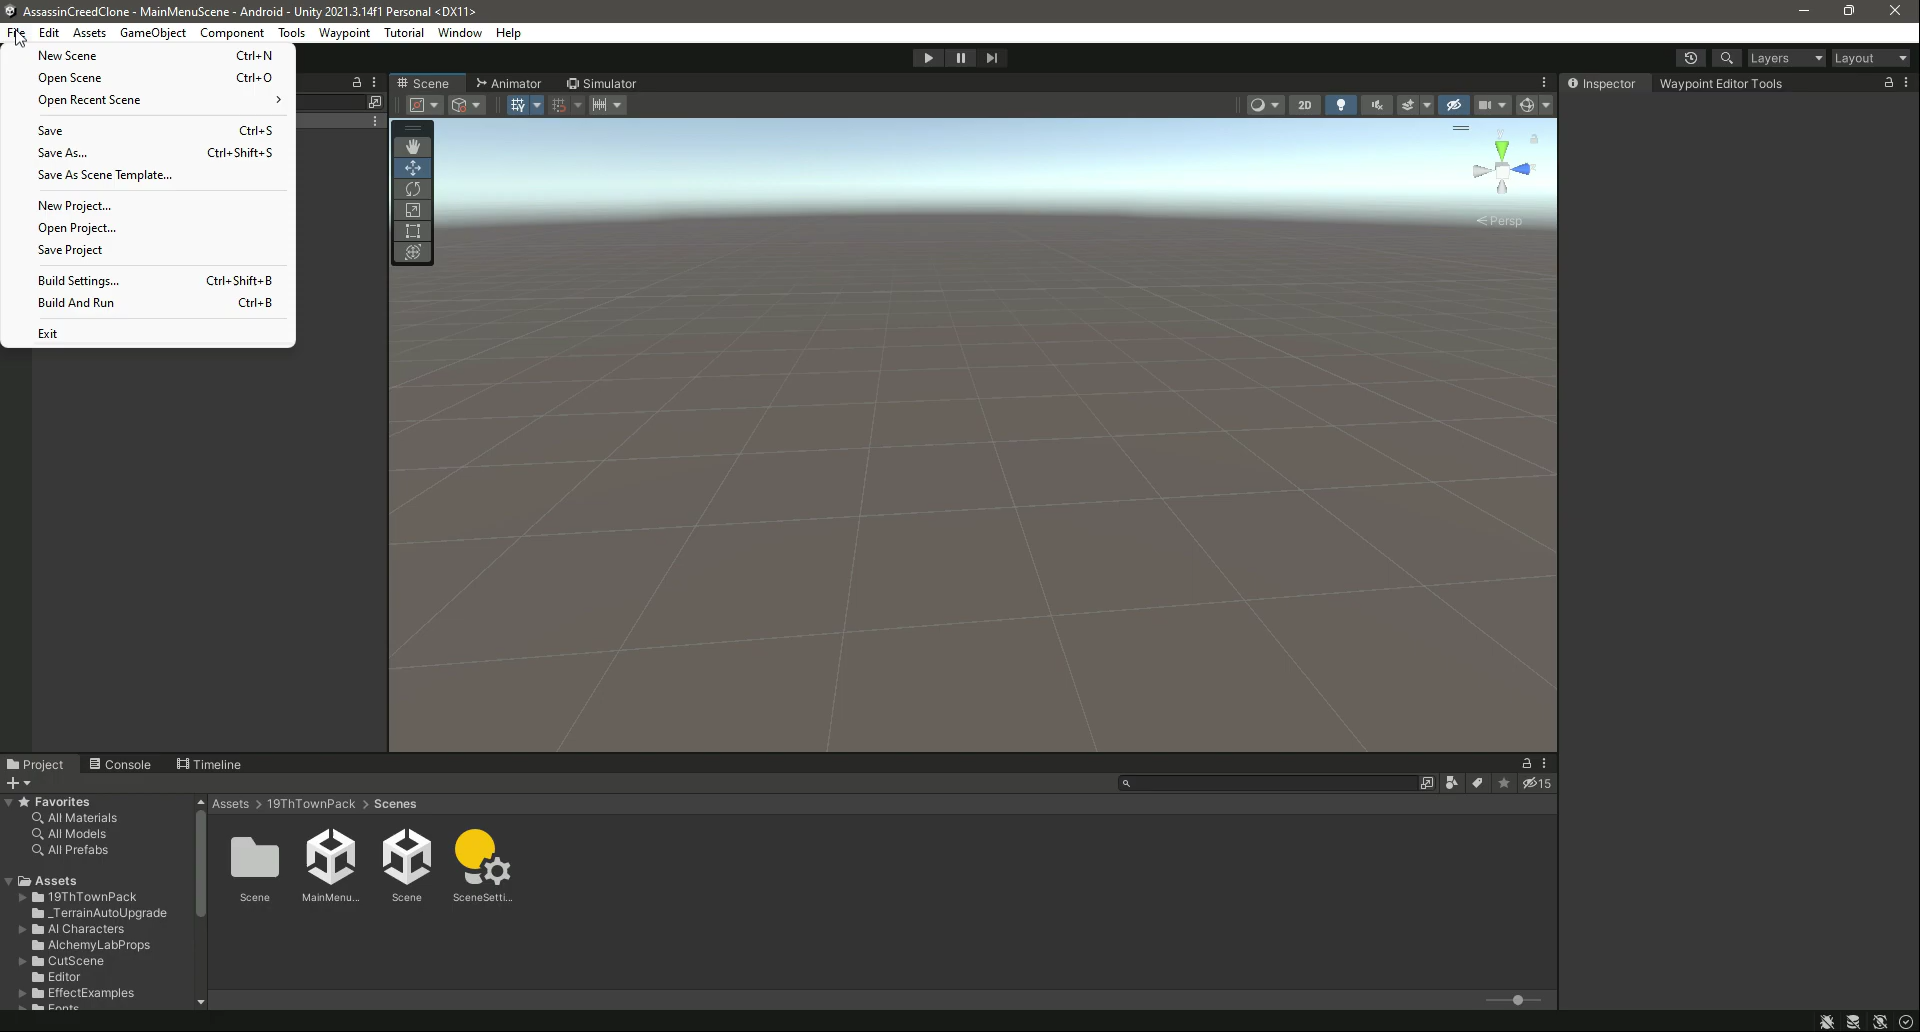 AssassinCreedClone - MainMenuScene - Android - Unity 2021.3.14f1 Personal <DX11>
File Edit Assets GameObject Component Tools Waypoint Tutorial Window Help
New Scene Ctrl+N
Open Scene Ctrl+O
Open Recent Scene
Save Ctrl+S
Save As... Ctrl+Shift+S
Save As Scene Template...
New Project...
Open Project...
Save Project
Build Settings... Ctrl+Shift+B
Build And Run Ctrl+B
Exit
Layers Layout
Scene Animator Simulator
Inspector Waypoint Editor Tools
2D
Persp
Project Console Timeline
15
Favorites
All Materials
All Models
All Prefabs
Assets
19ThTownPack
_TerrainAutoUpgrade
AI Characters
AlchemyLabProps
CutScene
Editor
EffectExamples
Fonts
Assets > 19ThTownPack > Scenes
Scene MainMenu... Scene SceneSetti...